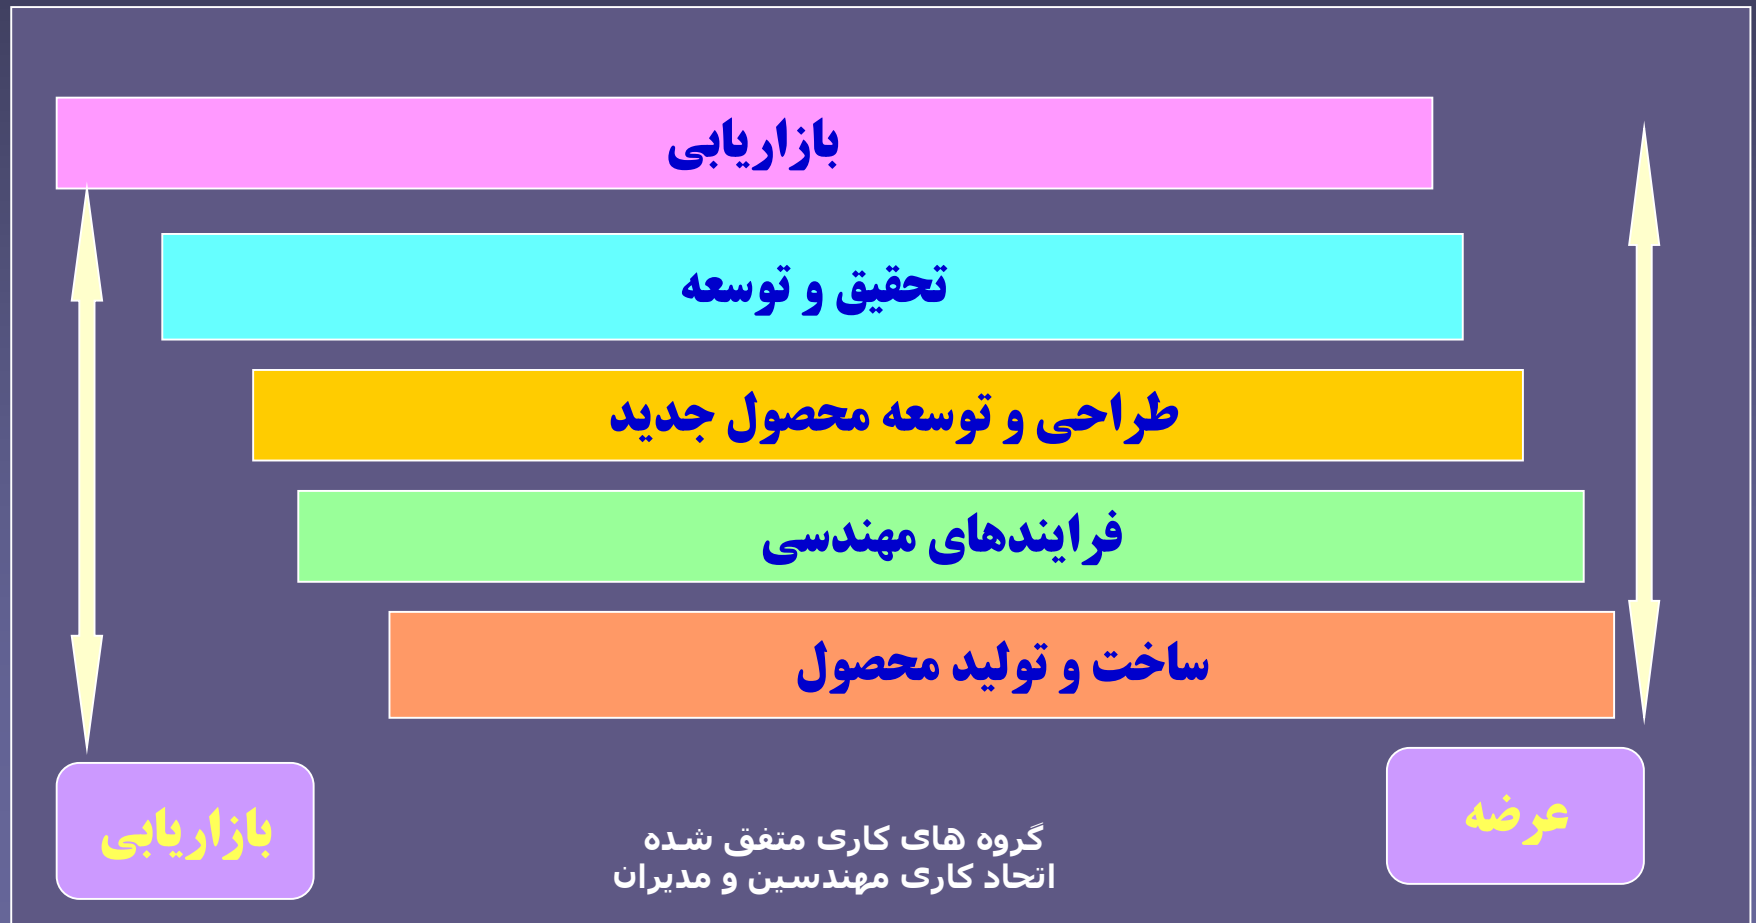 بازاریابی
تحقیق و توسعه
طراحی و توسعه محصول جدید
فرایندهای مهندسی
ساخت و تولید محصول
عرضه
بازاریابی
گروه های کاری متفق شده
اتحاد کاری مهندسین و مدیران